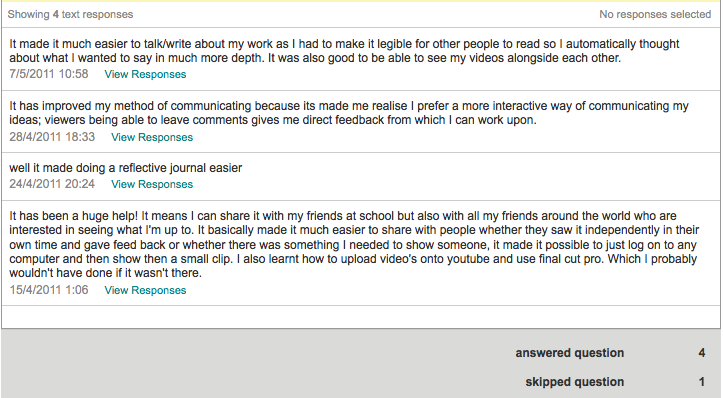 Showing 4 text responses No responses selected
It made it much easier to talk/write about my work as I had to make it legible for other people to read so I automatically thought
about what I wanted to say in much more depth. It was also good to be able to see my videos alongside each other.
7/5/2011 10:58 View Responses
It has improved my method of communicating because its made me realise I prefer a more interactive way of communicating my
ideas; viewers being able to leave comments gives me direct feedback from which I can work upon.
28/4/2011 18:33 View Responses
well it made doing a reflective journal easier
24/4/2011 20:24 View Responses
It has been a huge help! It means I can share it with my friends at school but also with all my friends around the world who are
interested in seeing what I'm up to. It basically made it much easier to share with people whether they saw it independently in their
own time and gave feed back or whether there was something I needed to show someone, it made it possible to just log on to any
computer and then show then a small clip. I also learnt how to upload video's onto youtube and use final cut pro. Which I probably
wouldn't have done if it wasn't there.
15/4/2011 1:06 View Responses
answered question 4
skipped question 1